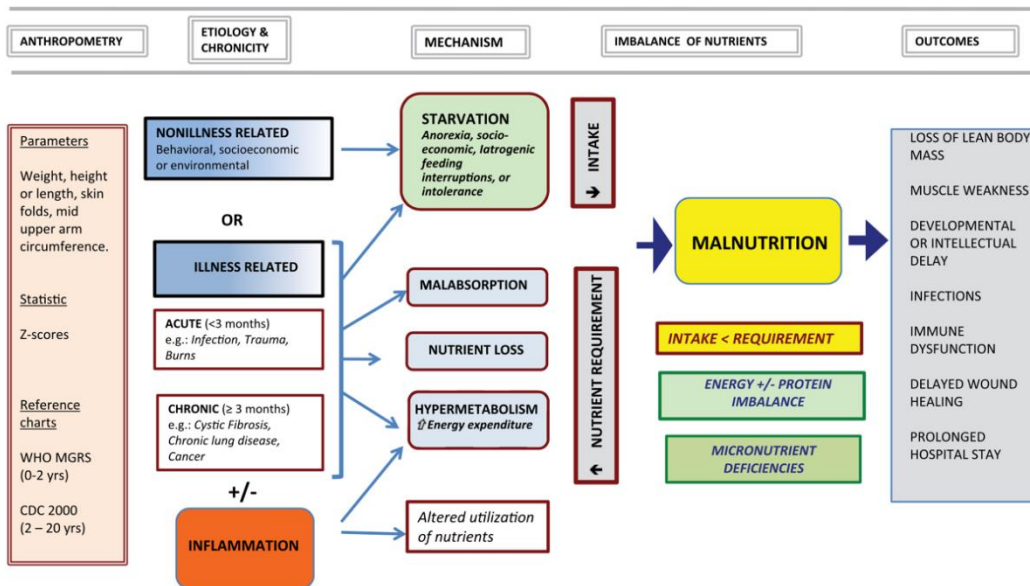 ANTHROPOMETRY
ETIOLOGY &
CHRONICITY
MECHANISM
IMBALANCE OF NUTRIENTS
OUTCOMES
Parameters
Weight, height
or length, skin
folds, mid
upper arm
circumference.
Statistic
Z-scores
Reference
charts
WHO MGRS
(0-2 yrs)
CDC 2000
(2 – 20 yrs)
NONILLNESS RELATED
Behavioral, socioeconomic
or environmental
OR
ILLNESS RELATED
ACUTE (<3 months)
e.g.: Infection, Trauma,
Burns
CHRONIC (≥ 3 months)
e.g.: Cystic Fibrosis,
Chronic lung disease,
Cancer
+/-
INFLAMMATION
STARVATION
Anorexia, socio-
economic, Iatrogenic
feeding
interruptions, or
intolerance
MALABSORPTION
NUTRIENT LOSS
HYPERMETABOLISM
⇧ Energy expenditure
Altered utilization
of nutrients
↓ INTAKE
↑ NUTRIENT REQUIREMENT
MALNUTRITION
INTAKE < REQUIREMENT
ENERGY +/- PROTEIN
IMBALANCE
MICRONUTRIENT
DEFICIENCIES
LOSS OF LEAN BODY
MASS
MUSCLE WEAKNESS
DEVELOPMENTAL
OR INTELLECTUAL
DELAY
INFECTIONS
IMMUNE
DYSFUNCTION
DELAYED WOUND
HEALING
PROLONGED
HOSPITAL STAY